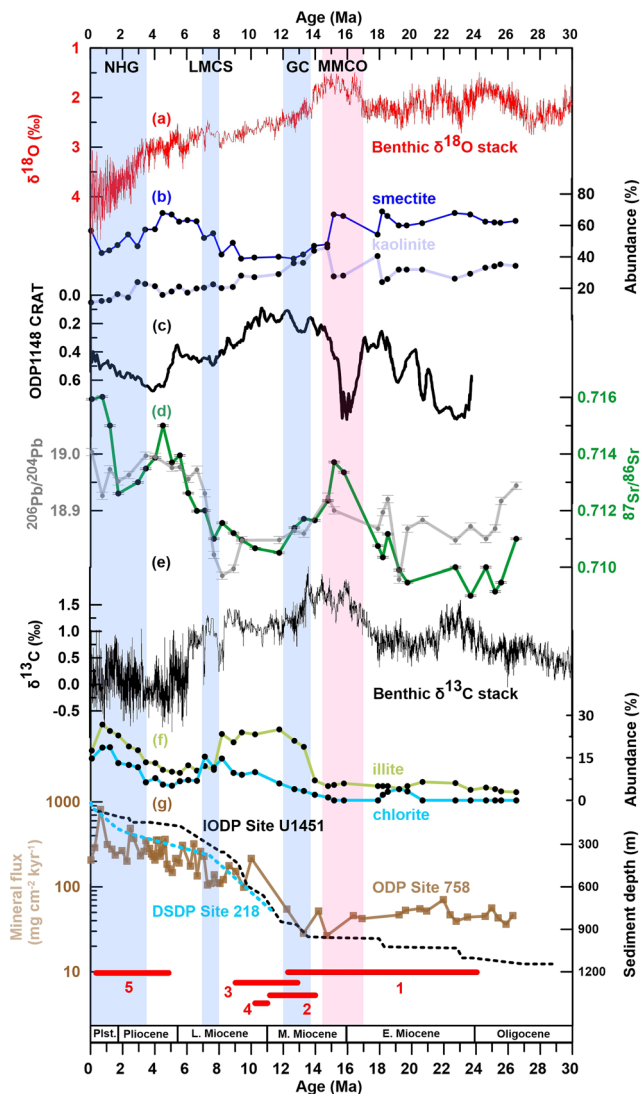 Age (Ma)
0 2 4 6 8 10 12 14 16 18 20 22 24 26 28 30
NHG LMCS GC MMCO
1
2
3
4
δ18O (‰)
(a)
Benthic δ18O stack
(b)
smectite
kaolinite
80
60
40
20
Abundance (%)
0.0
0.2
0.4
0.6
ODP1148 CRAT
(c)
(d)
19.0
18.9
206Pb/204Pb
0.716
0.714
0.712
0.710
87Sr/86Sr
(e)
1.5
1.0
0.5
0.0
-0.5
δ13C (‰)
Benthic δ13C stack
(f)
illite
chlorite
30
15
0
Abundance (%)
(g)
1000
100
10
Mineral flux
(mg cm-2 kyr-1)
IODP Site U1451
DSDP Site 218
ODP Site 758
300
600
900
1200
Sediment depth (m)
5
3
4
2
1
Plst. Pliocene L. Miocene M. Miocene E. Miocene Oligocene
0 2 4 6 8 10 12 14 16 18 20 22 24 26 28 30
Age (Ma)